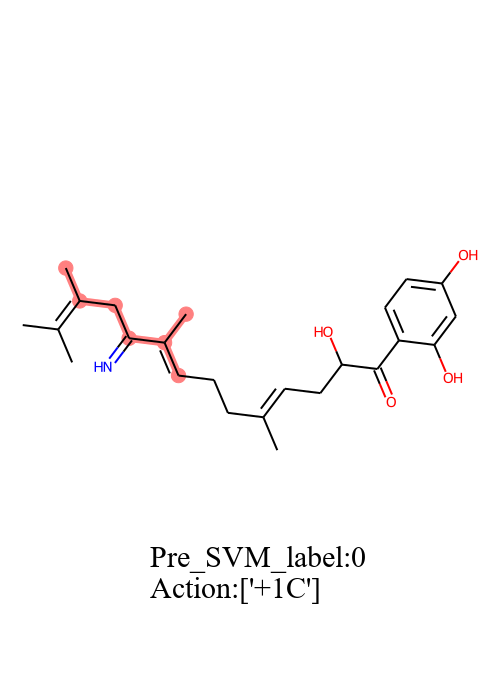 OH
HO
HN
OH
O
Pre_SVM_label:0
Action:['+1C']